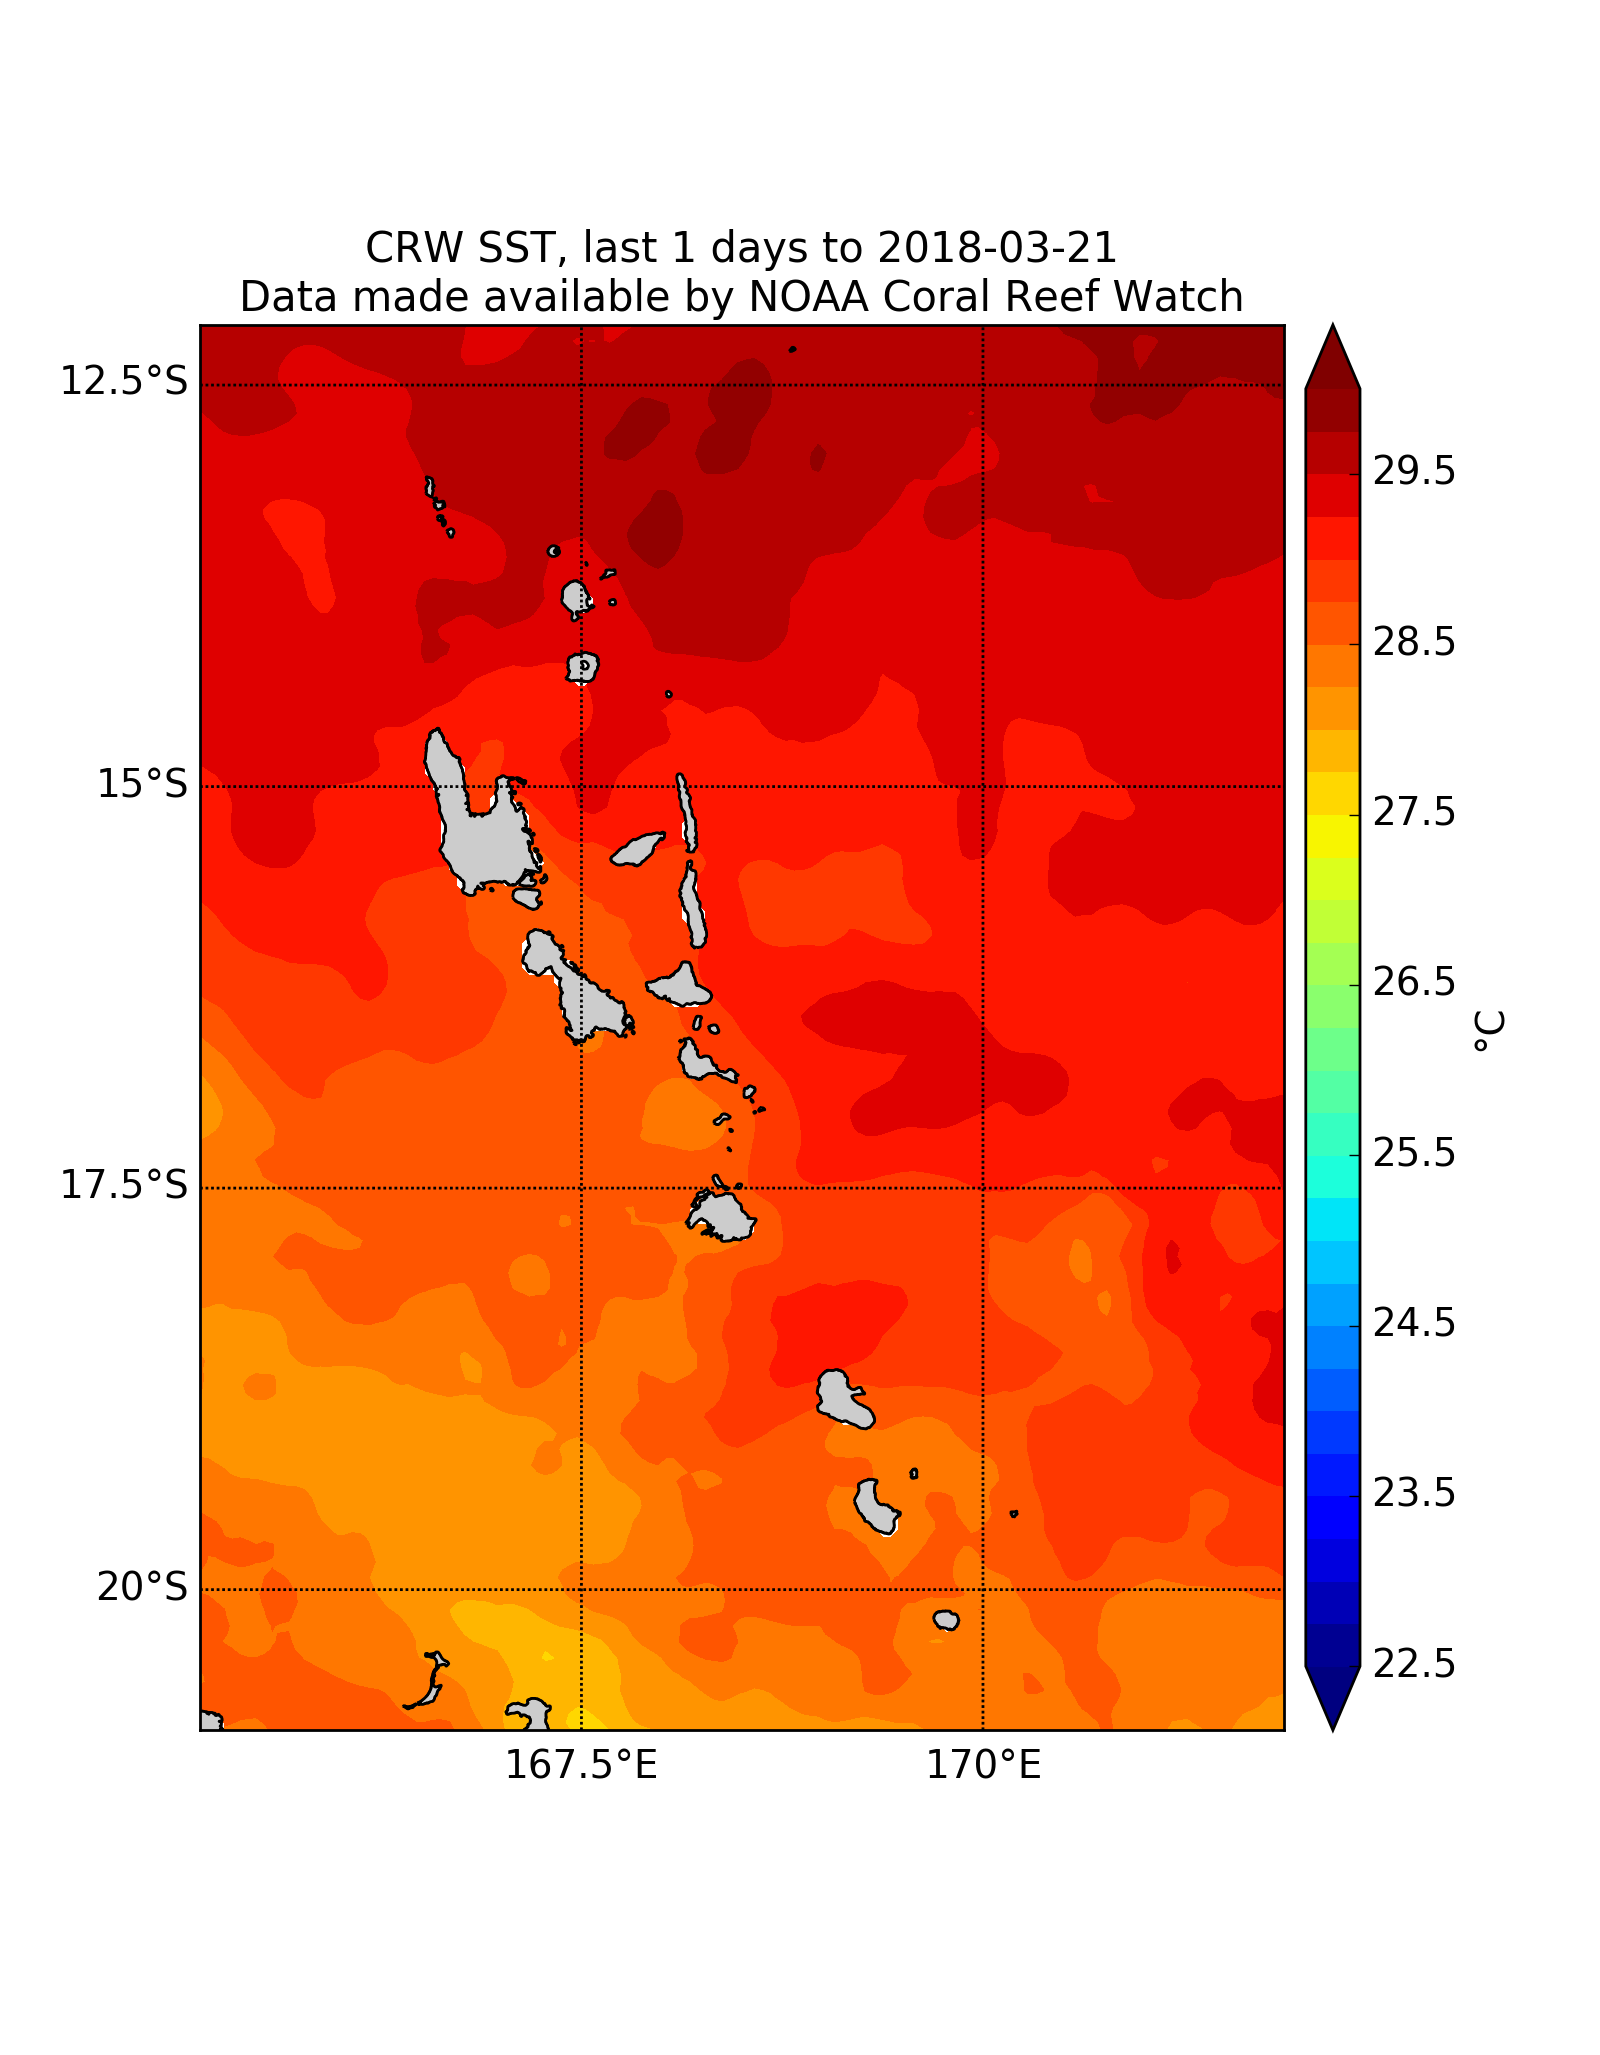 CRW SST, last 1 days to 2018-03-21
Data made available by NOAA Coral Reef Watch
12.5°S
15°S
17.5°S
20°S
167.5°E
170°E
29.5
28.5
27.5
26.5
25.5
24.5
23.5
22.5
°C